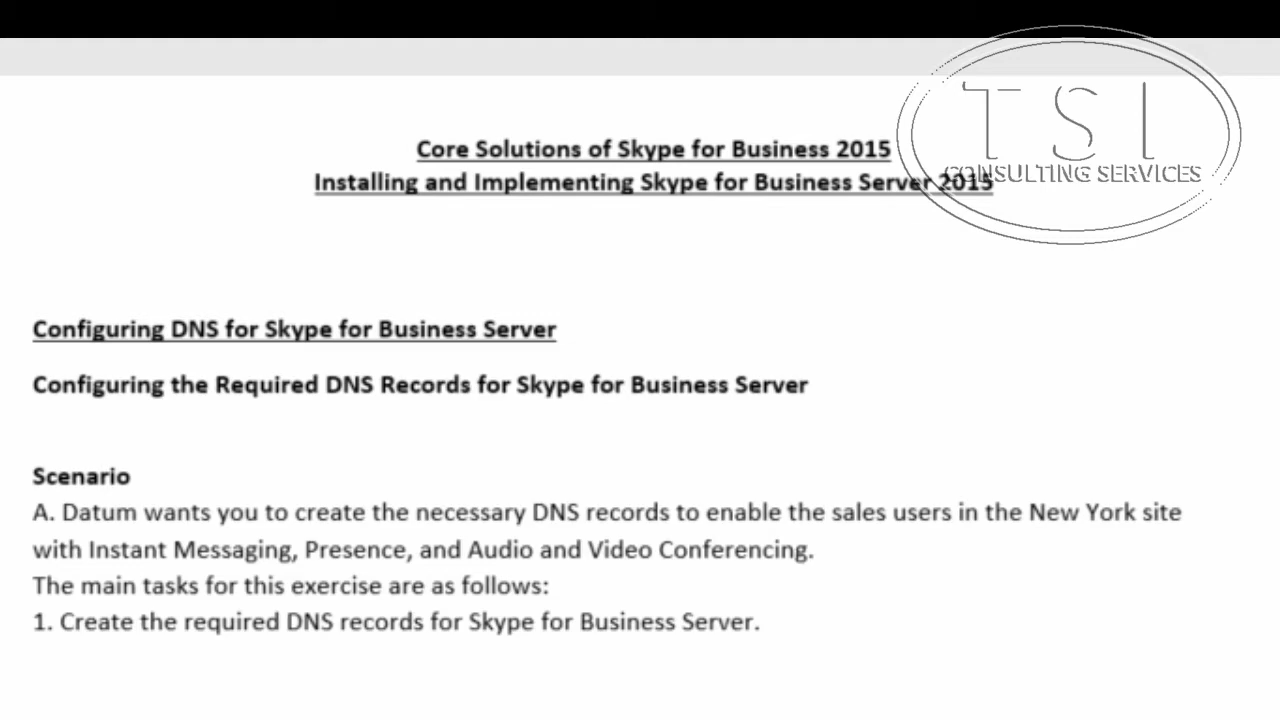 T S I
CONSULTING SERVICES
Core Solutions of Skype for Business 2015
Installing and Implementing Skype for Business Server 2015
Configuring DNS for Skype for Business Server
Configuring the Required DNS Records for Skype for Business Server
Scenario
A. Datum wants you to create the necessary DNS records to enable the sales users in the New York site
with Instant Messaging, Presence, and Audio and Video Conferencing.
The main tasks for this exercise are as follows:
1. Create the required DNS records for Skype for Business Server.